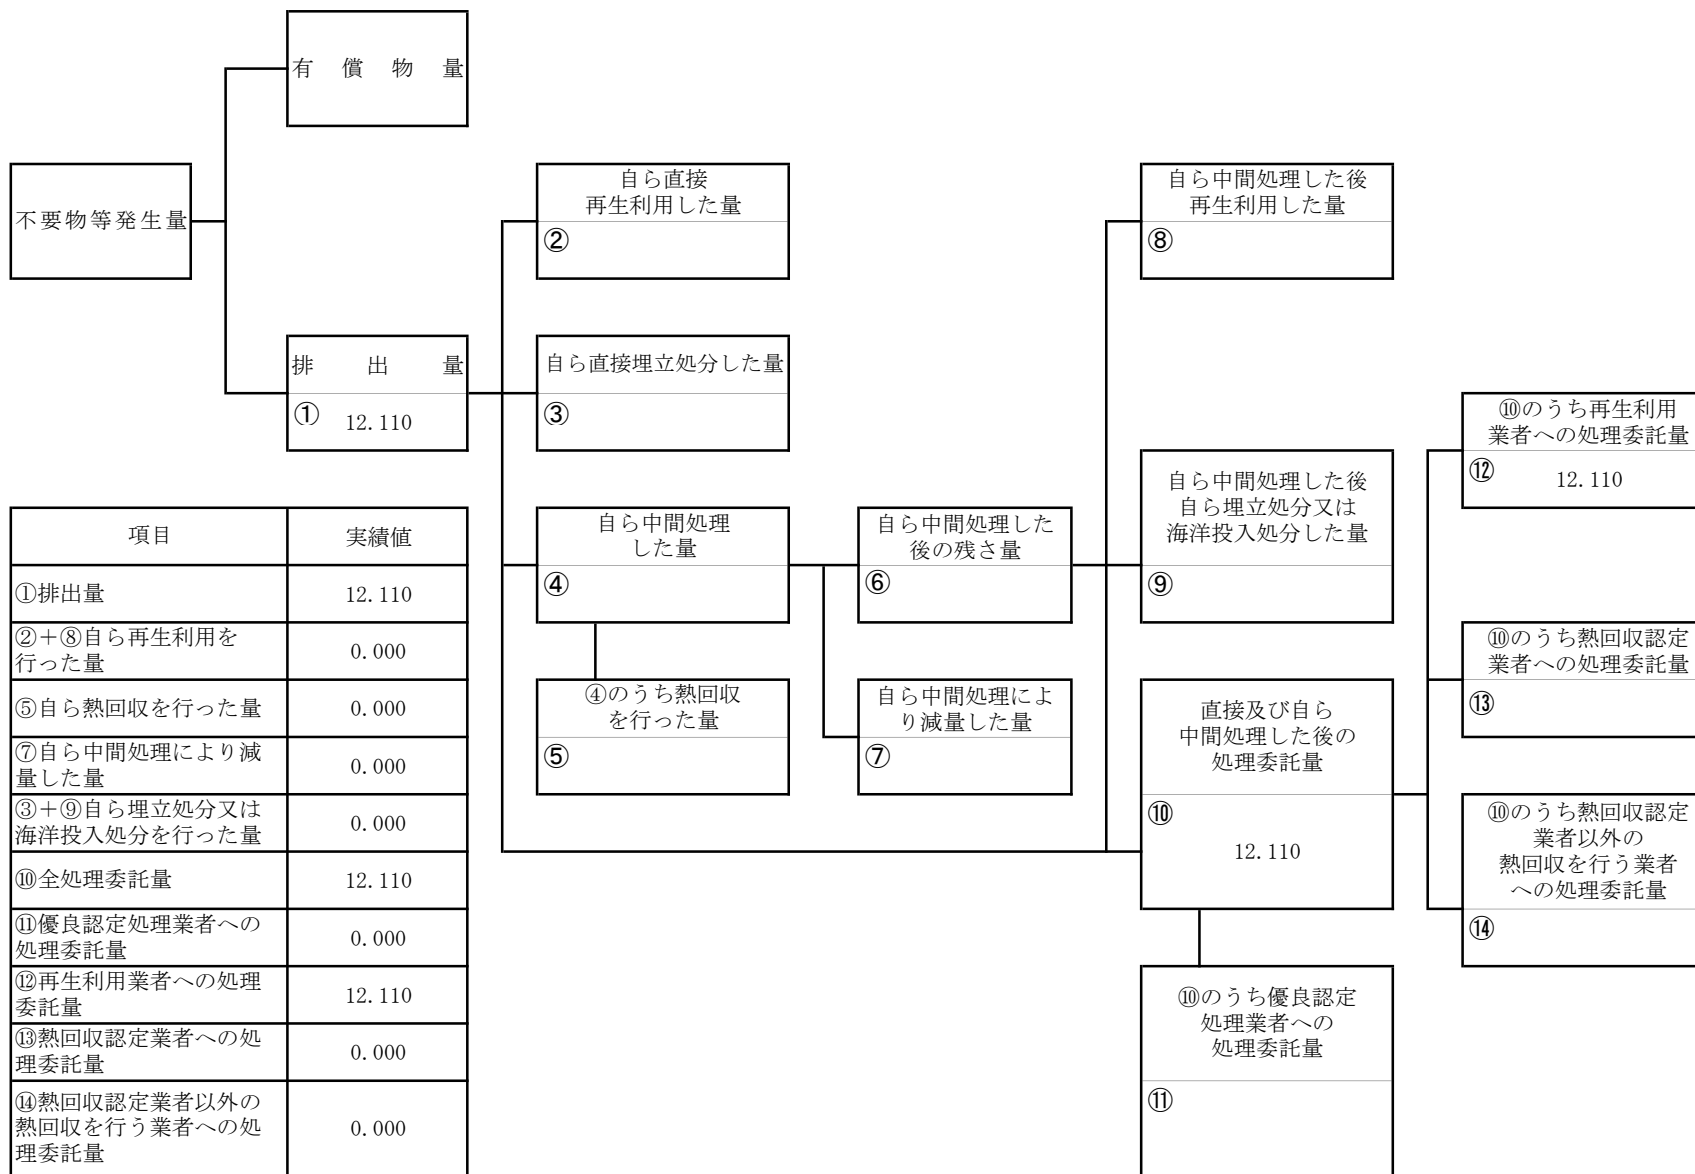 有償物量
不要物等発生量
自ら直接
再生利用した量
②
自ら中間処理した後
再生利用した量
⑧
排出量
① 12.110
自ら直接埋立処分した量
③
⑩のうち再生利用
業者への処理委託量
⑫ 12.110
自ら中間処理
した量
④
自ら中間処理した
後の残さ量
⑥
自ら中間処理した後
自ら埋立処分又は
海洋投入処分した量
⑨
⑩のうち熱回収認定
業者への処理委託量
⑬
④のうち熱回収
を行った量
⑤
自ら中間処理によ
り減量した量
⑦
直接及び自ら
中間処理した後の
処理委託量
⑩
12.110
⑩のうち熱回収認定
業者以外の
熱回収を行う業者
への処理委託量
⑭
⑩のうち優良認定
処理業者への
処理委託量
⑪
項目 実績値
①排出量 12.110
②+⑧自ら再生利用を
行った量 0.000
⑤自ら熱回収を行った量 0.000
⑦自ら中間処理により減
量した量 0.000
③+⑨自ら埋立処分又は
海洋投入処分を行った量 0.000
⑩全処理委託量 12.110
⑪優良認定処理業者への
処理委託量 0.000
⑫再生利用業者への処理
委託量 12.110
⑬熱回収認定業者への処
理委託量 0.000
⑭熱回収認定業者以外の
熱回収を行う業者への処
理委託量 0.000